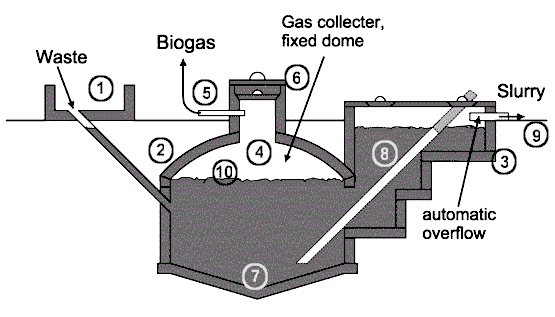 Gas collecter,
fixed dome
Biogas
Waste
1
5
6
Slurry
2
4
8
9
3
10
automatic
overflow
7